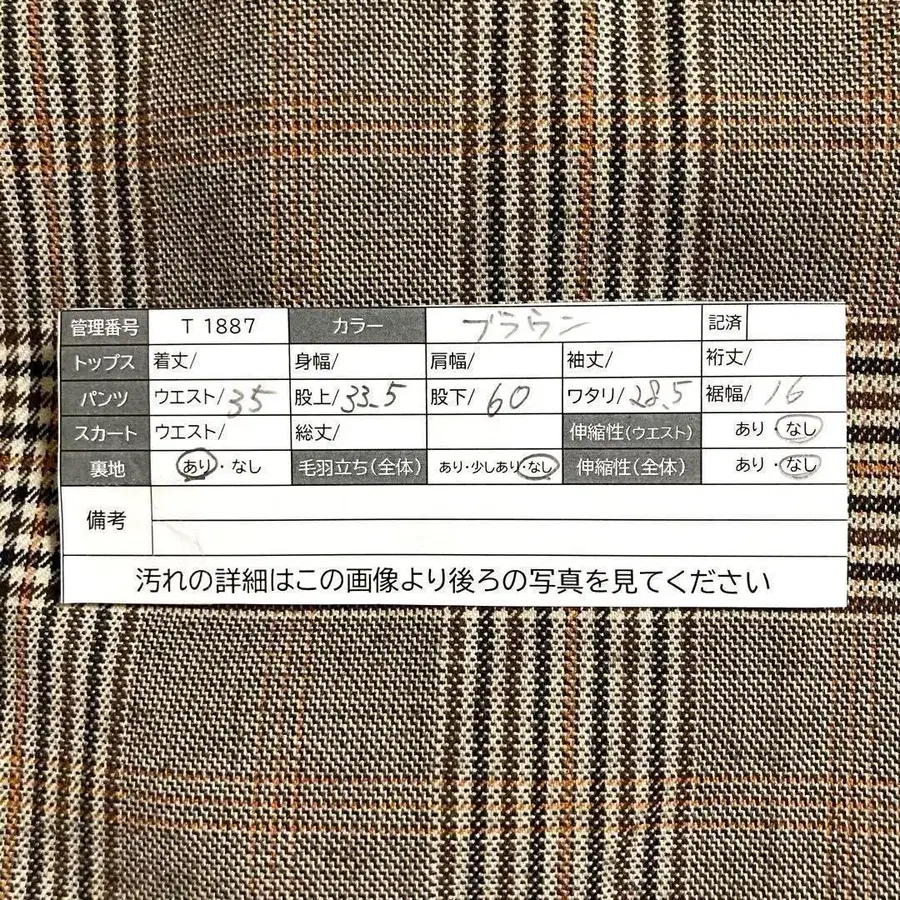 管理番号 T 1887 カラー ブラウン 記済
トップス 着丈/ 身幅/ 肩幅/ 袖丈/ 裄丈/
パンツ ウエスト/35 股上/33.5 股下/60 ワタリ/28.5 裾幅/16
スカート ウエスト/ 総丈/ 伸縮性(ウエスト) あり・なし
裏地 あり・なし 毛羽立ち(全体) あり・少しあり・なし 伸縮性(全体) あり・なし
備考
汚れの詳細はこの画像より後ろの写真を見てください